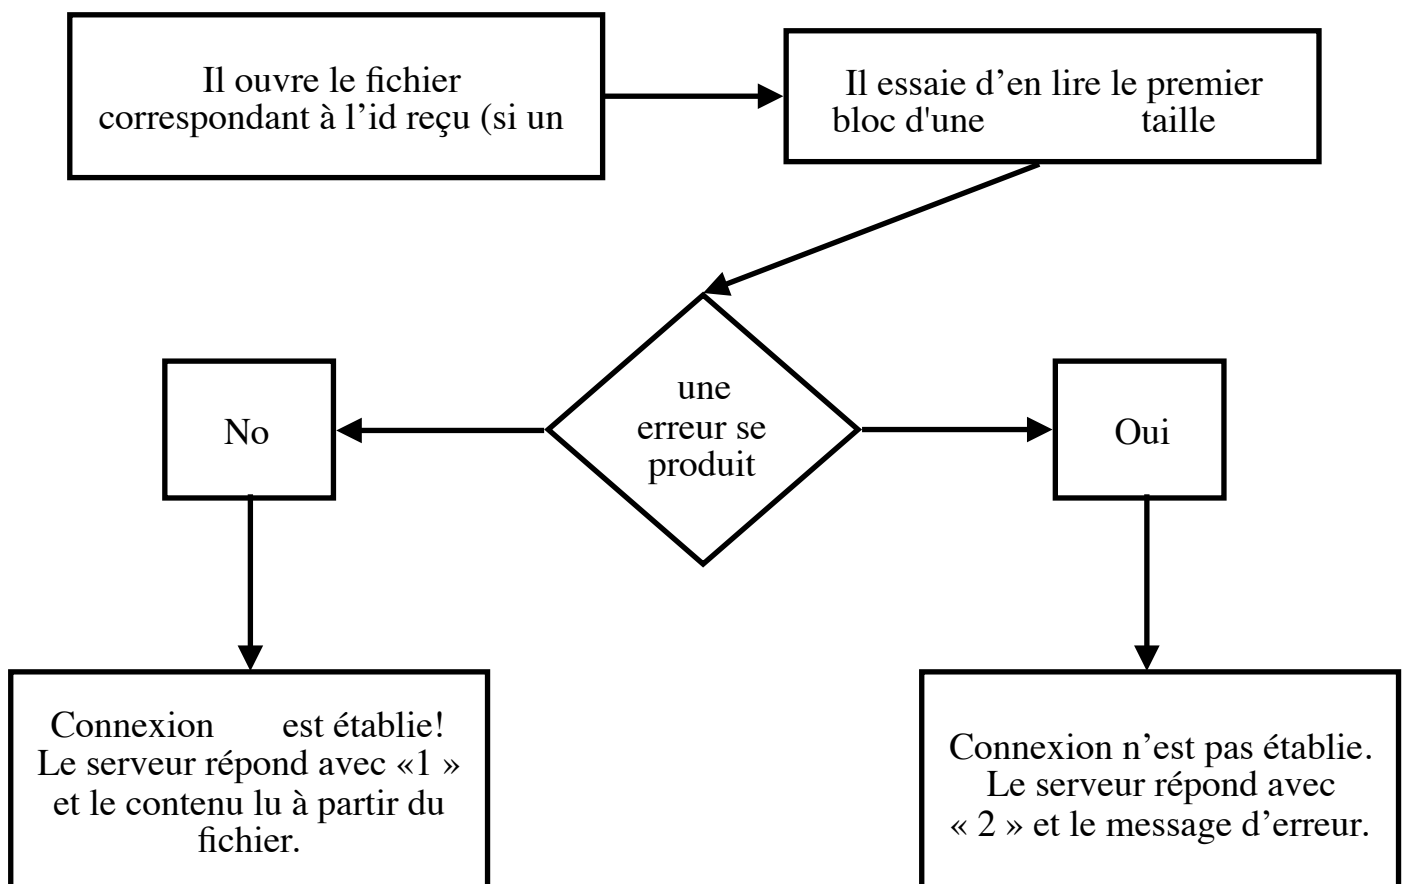 Il ouvre le fichier
correspondant à l’id reçu (si un
Il essaie d’en lire le premier
bloc d'une taille
une
erreur se
produit
No
Oui
Connexion est établie!
Le serveur répond avec «1 »
et le contenu lu à partir du
fichier.
Connexion n’est pas établie.
Le serveur répond avec
« 2 » et le message d’erreur.